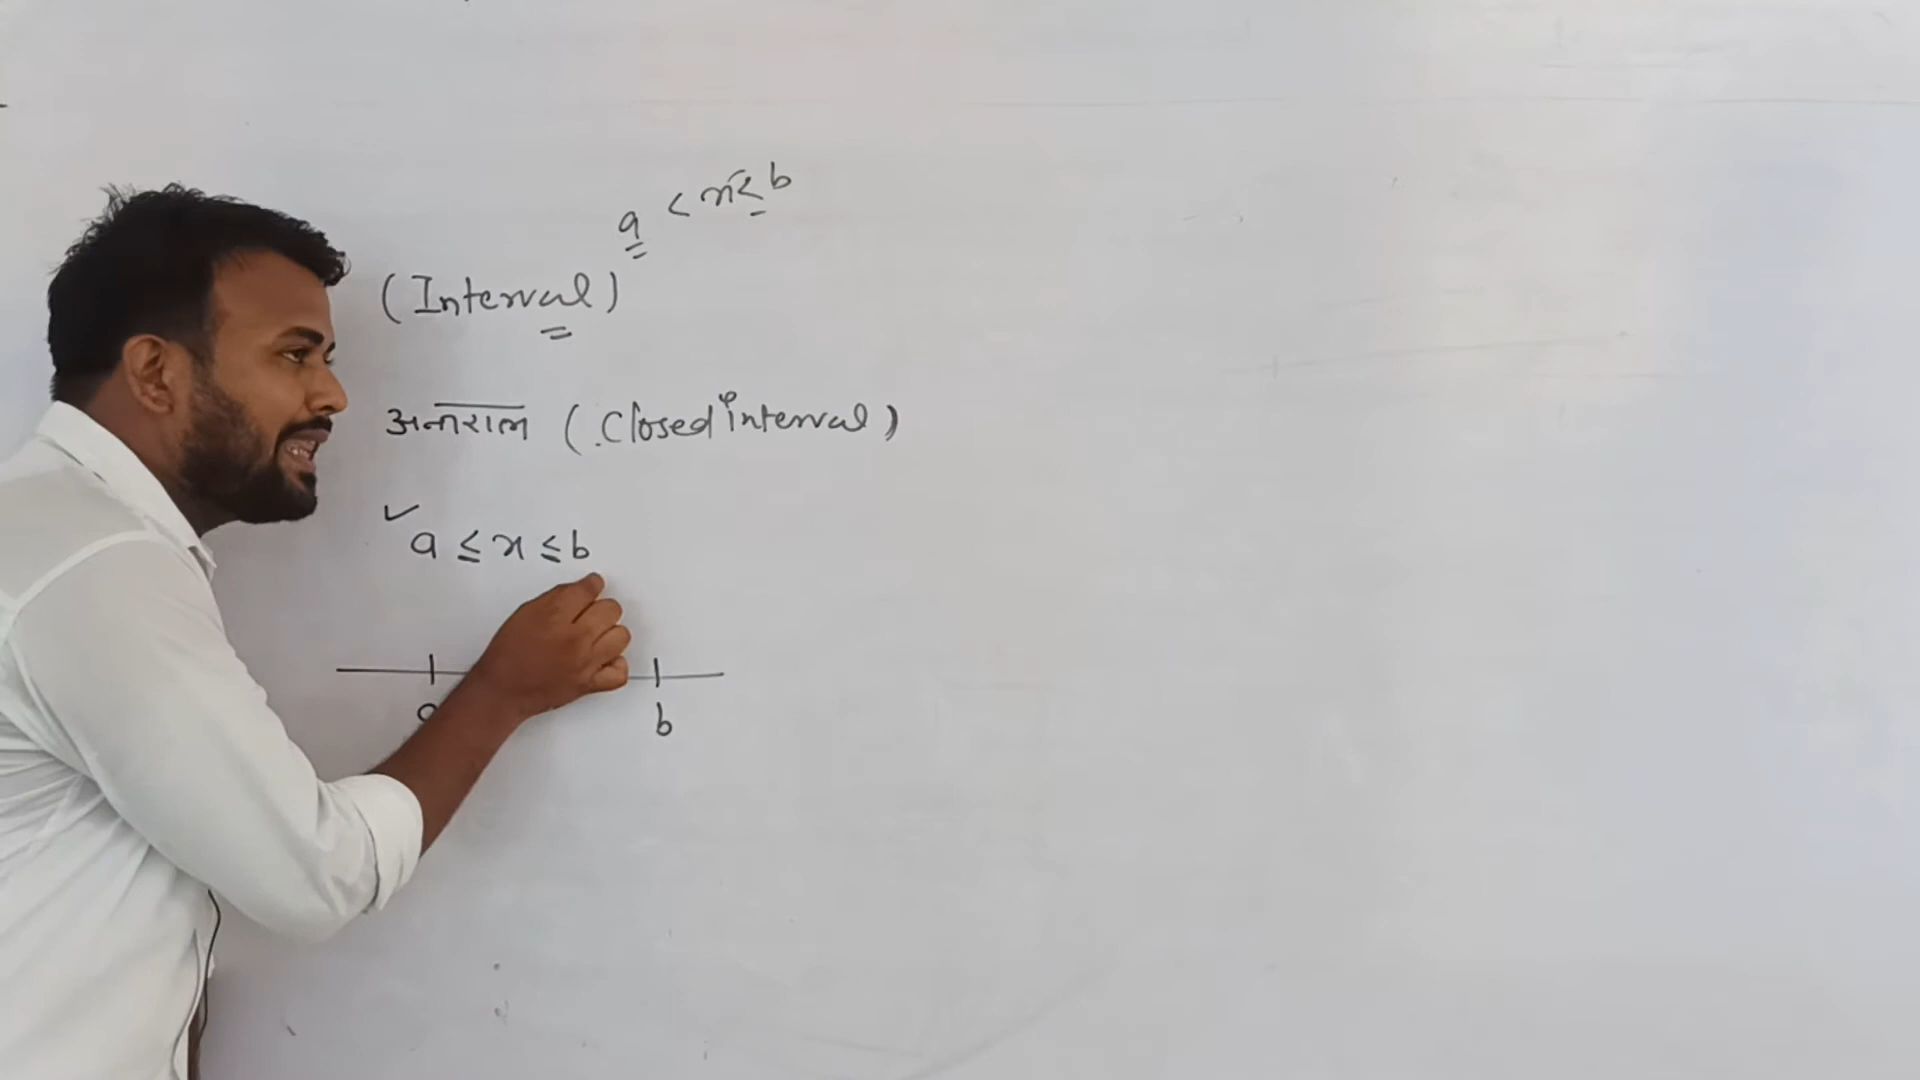 a < x ≤ b
(Interval)
अन्तराल (Closed interval)
✓ a ≤ x ≤ b
a b